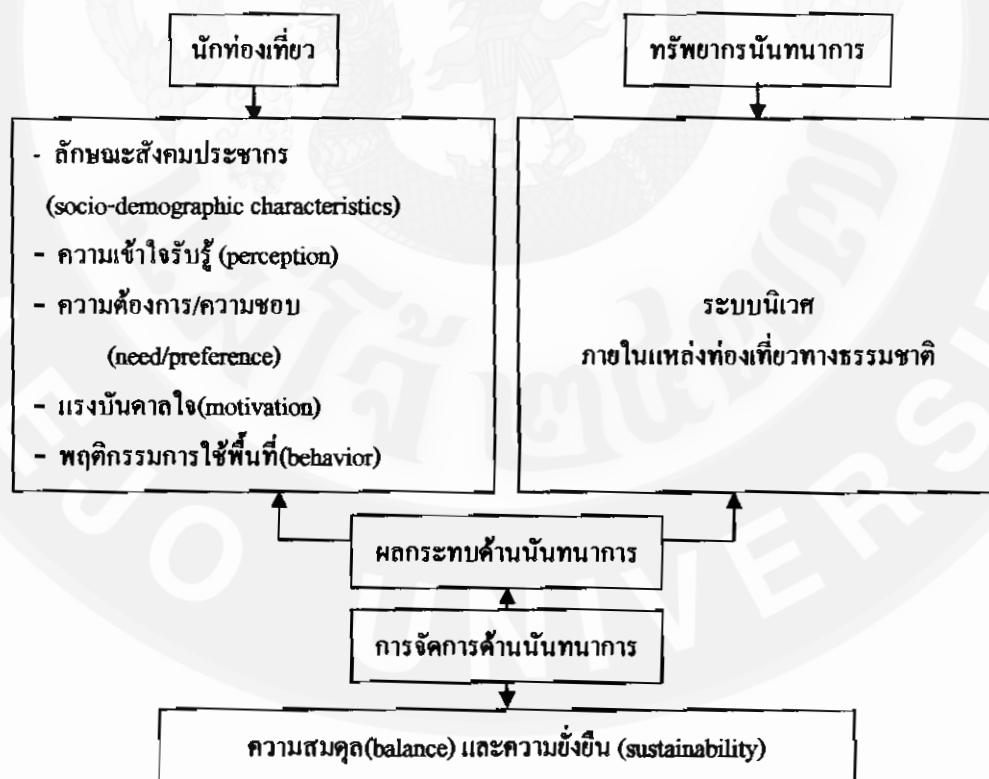 นักท่องเที่ยว
ทรัพยากรนันทนาการ
- ลักษณะสังคมประชากร
(socio-demographic characteristics)
- ความเข้าใจรับรู้ (perception)
- ความต้องการ/ความชอบ
(need/preference)
- แรงบันดาลใจ(motivation)
- พฤติกรรมการใช้พื้นที่(behavior)
ระบบนิเวศ
ภายในแหล่งท่องเที่ยวทางธรรมชาติ
ผลกระทบด้านนันทนาการ
การจัดการด้านนันทนาการ
ความสมดุล(balance) และความยั่งยืน (sustainability)